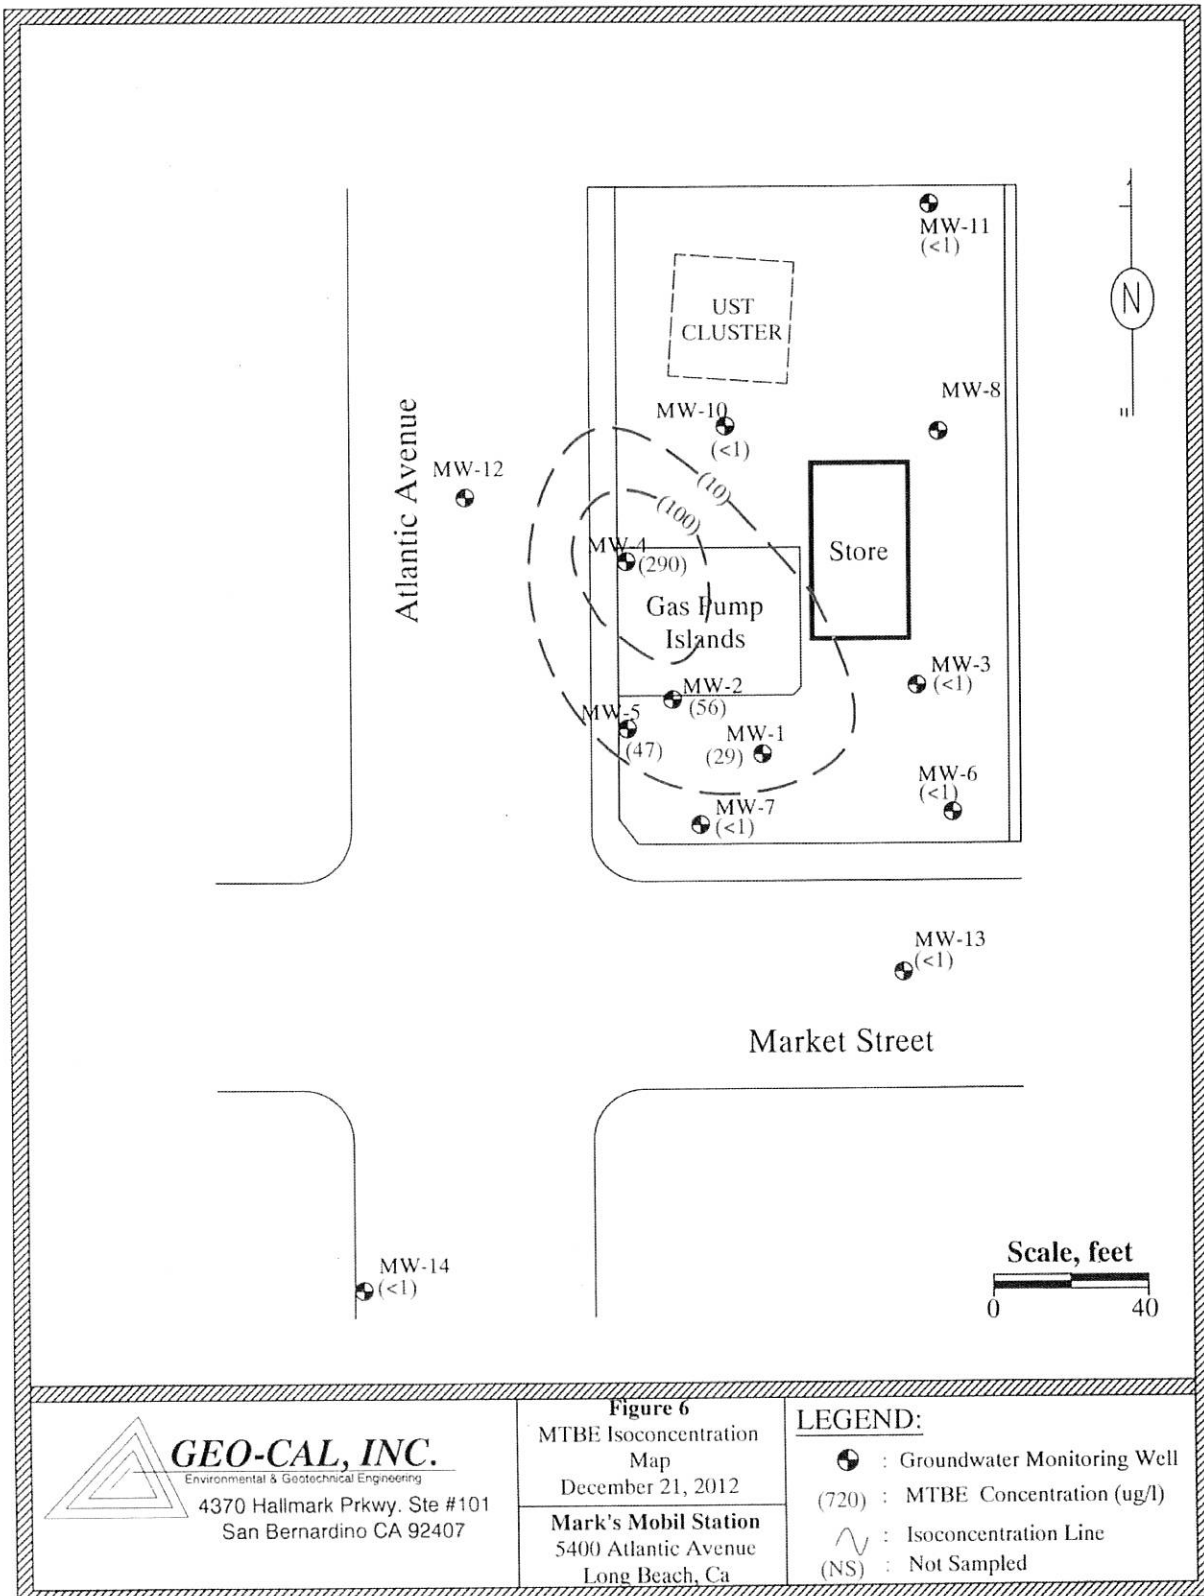 MW-11
(<1)
N
UST
CLUSTER
MW-8
MW-10
(<1)
Atlantic Avenue
MW-12
(10)
(100)
MW-4
(290)
Store
Gas Pump
Islands
MW-3
(<1)
MW-2
(56)
MW-5
(47)
MW-1
(29)
MW-6
(<1)
MW-7
(<1)
MW-13
(<1)
Market Street
MW-14
(<1)
Scale, feet
0 40
GEO-CAL, INC.
Environmental & Geotechnical Engineering
4370 Hallmark Prkwy. Ste #101
San Bernardino CA 92407
Figure 6
MTBE Isoconcentration
Map
December 21, 2012
Mark's Mobil Station
5400 Atlantic Avenue
Long Beach, Ca
LEGEND:
: Groundwater Monitoring Well
(720) : MTBE Concentration (ug/l)
: Isoconcentration Line
(NS) : Not Sampled